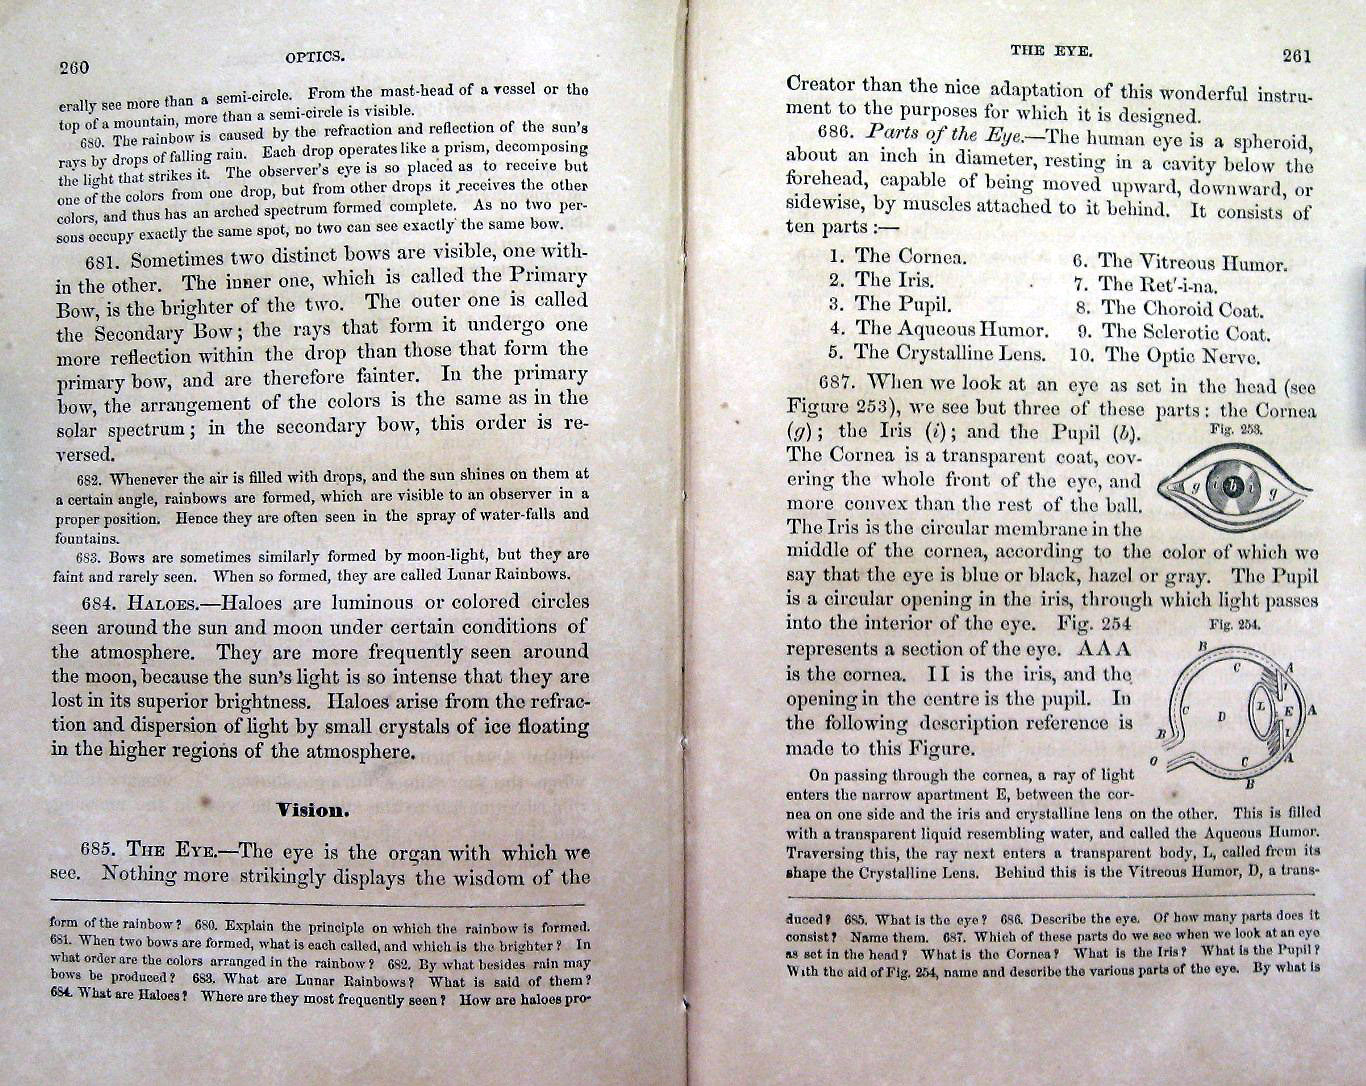 260
OPTICS.
erally see more than a semi-circle. From the mast-head of a vessel or the
top of a mountain, more than a semi-circle is visible.
680. The rainbow is caused by the refraction and reflection of the sun's
rays by drops of falling rain. Each drop operates like a prism, decomposing
the light that strikes it. The observer's eye is so placed as to receive but
one of the colors from one drop, but from other drops it receives the other
colors, and thus has an arched spectrum formed complete. As no two per-
sons occupy exactly the same spot, no two can see exactly the same bow.
681. Sometimes two distinct bows are visible, one with-
in the other. The inner one, which is called the Primary
Bow, is the brighter of the two. The outer one is called
the Secondary Bow; the rays that form it undergo one
more reflection within the drop than those that form the
primary bow, and are therefore fainter. In the primary
bow, the arrangement of the colors is the same as in the
solar spectrum; in the secondary bow, this order is re-
versed.
682. Whenever the air is filled with drops, and the sun shines on them at
a certain angle, rainbows are formed, which are visible to an observer in a
proper position. Hence they are often seen in the spray of water-falls and
fountains.
683. Bows are sometimes similarly formed by moon-light, but they are
faint and rarely seen. When so formed, they are called Lunar Rainbows.
684. HALOES.—Haloes are luminous or colored circles
seen around the sun and moon under certain conditions of
the atmosphere. They are more frequently seen around
the moon, because the sun's light is so intense that they are
lost in its superior brightness. Haloes arise from the refrac-
tion and dispersion of light by small crystals of ice floating
in the higher regions of the atmosphere.
Vision.
685. THE EYE.—The eye is the organ with which we
see. Nothing more strikingly displays the wisdom of the
form of the rainbow? 680. Explain the principle on which the rainbow is formed.
681. When two bows are formed, what is each called, and which is the brighter? In
what order are the colors arranged in the rainbow? 682. By what besides rain may
bows be produced? 683. What are Lunar Rainbows? What is said of them?
684. What are Haloes? Where are they most frequently seen? How are haloes pro-
THE EYE.
261
Creator than the nice adaptation of this wonderful instru-
ment to the purposes for which it is designed.
686. Parts of the Eye.—The human eye is a spheroid,
about an inch in diameter, resting in a cavity below the
forehead, capable of being moved upward, downward, or
sidewise, by muscles attached to it behind. It consists of
ten parts :—
1. The Cornea.
2. The Iris.
3. The Pupil.
4. The Aqueous Humor.
5. The Crystalline Lens.
6. The Vitreous Humor.
7. The Ret'-i-na.
8. The Choroid Coat.
9. The Sclerotic Coat.
10. The Optic Nerve.
687. When we look at an eye as set in the head (see
Figure 253), we see but three of these parts: the Cornea
(g); the Iris (i); and the Pupil (b).
The Cornea is a transparent coat, cov-
ering the whole front of the eye, and
more convex than the rest of the ball.
The Iris is the circular membrane in the
Fig. 253.
g i b i g
middle of the cornea, according to the color of which we
say that the eye is blue or black, hazel or gray. The Pupil
is a circular opening in the iris, through which light passes
into the interior of the eye. Fig. 254
represents a section of the eye. AAA
is the cornea. II is the iris, and the
opening in the centre is the pupil. In
the following description reference is
made to this Figure.
Fig. 254.
B
C A
I
C D L E A
B I
O C A
B
On passing through the cornea, a ray of light
enters the narrow apartment E, between the cor-
nea on one side and the iris and crystalline lens on the other. This is filled
with a transparent liquid resembling water, and called the Aqueous Humor.
Traversing this, the ray next enters a transparent body, L, called from its
shape the Crystalline Lens. Behind this is the Vitreous Humor, D, a trans-
duced? 685. What is the eye? 686. Describe the eye. Of how many parts does it
consist? Name them. 687. Which of these parts do we see when we look at an eye
as set in the head? What is the Cornea? What is the Iris? What is the Pupil?
With the aid of Fig. 254, name and describe the various parts of the eye. By what is